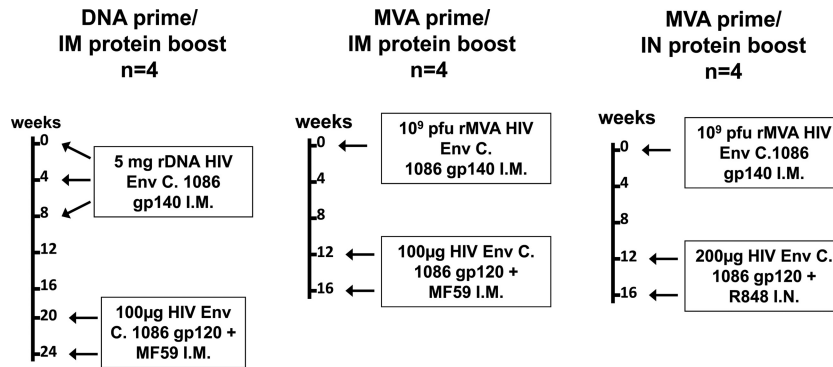 DNA prime/
IM protein boost
n=4
weeks
0
4
8
12
16
20
24
5 mg rDNA HIV
Env C. 1086
gp140 I.M.
100µg HIV Env
C. 1086 gp120 +
MF59 I.M.
MVA prime/
IM protein boost
n=4
weeks
0
4
8
12
16
10⁹ pfu rMVA HIV
Env C.
1086 gp140 I.M.
100µg HIV Env C.
1086 gp120 +
MF59 I.M.
MVA prime/
IN protein boost
n=4
weeks
0
4
8
12
16
10⁹ pfu rMVA HIV
Env C.1086
gp140 I.M.
200µg HIV Env C.
1086 gp120 +
R848 I.N.